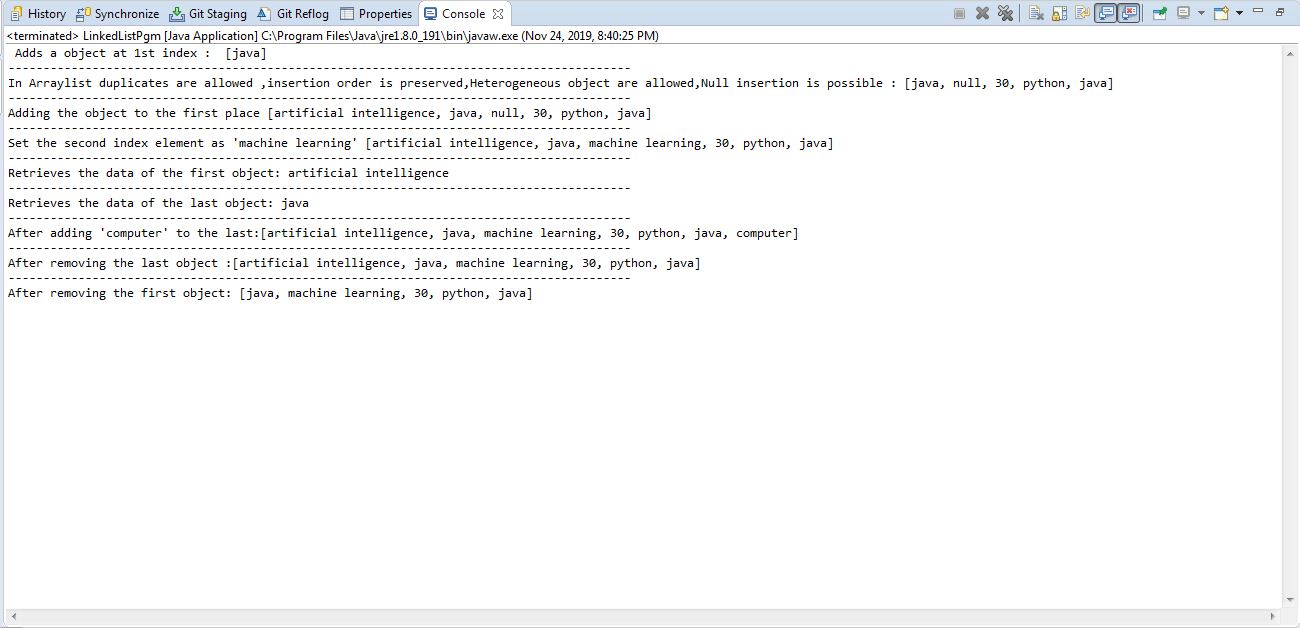 History Synchronize Git Staging Git Reflog Properties Console
<terminated> LinkedListPgm [Java Application] C:\Program Files\Java\jre1.8.0_191\bin\javaw.exe (Nov 24, 2019, 8:40:25 PM)
Adds a object at 1st index :  [java]
-----------------------------------------------------------------------------------------
In Arraylist duplicates are allowed ,insertion order is preserved,Heterogeneous object are allowed,Null insertion is possible : [java, null, 30, python, java]
-----------------------------------------------------------------------------------------
Adding the object to the first place [artificial intelligence, java, null, 30, python, java]
-----------------------------------------------------------------------------------------
Set the second index element as 'machine learning' [artificial intelligence, java, machine learning, 30, python, java]
-----------------------------------------------------------------------------------------
Retrieves the data of the first object: artificial intelligence
-----------------------------------------------------------------------------------------
Retrieves the data of the last object: java
-----------------------------------------------------------------------------------------
After adding 'computer' to the last:[artificial intelligence, java, machine learning, 30, python, java, computer]
-----------------------------------------------------------------------------------------
After removing the last object :[artificial intelligence, java, machine learning, 30, python, java]
-----------------------------------------------------------------------------------------
After removing the first object: [java, machine learning, 30, python, java]